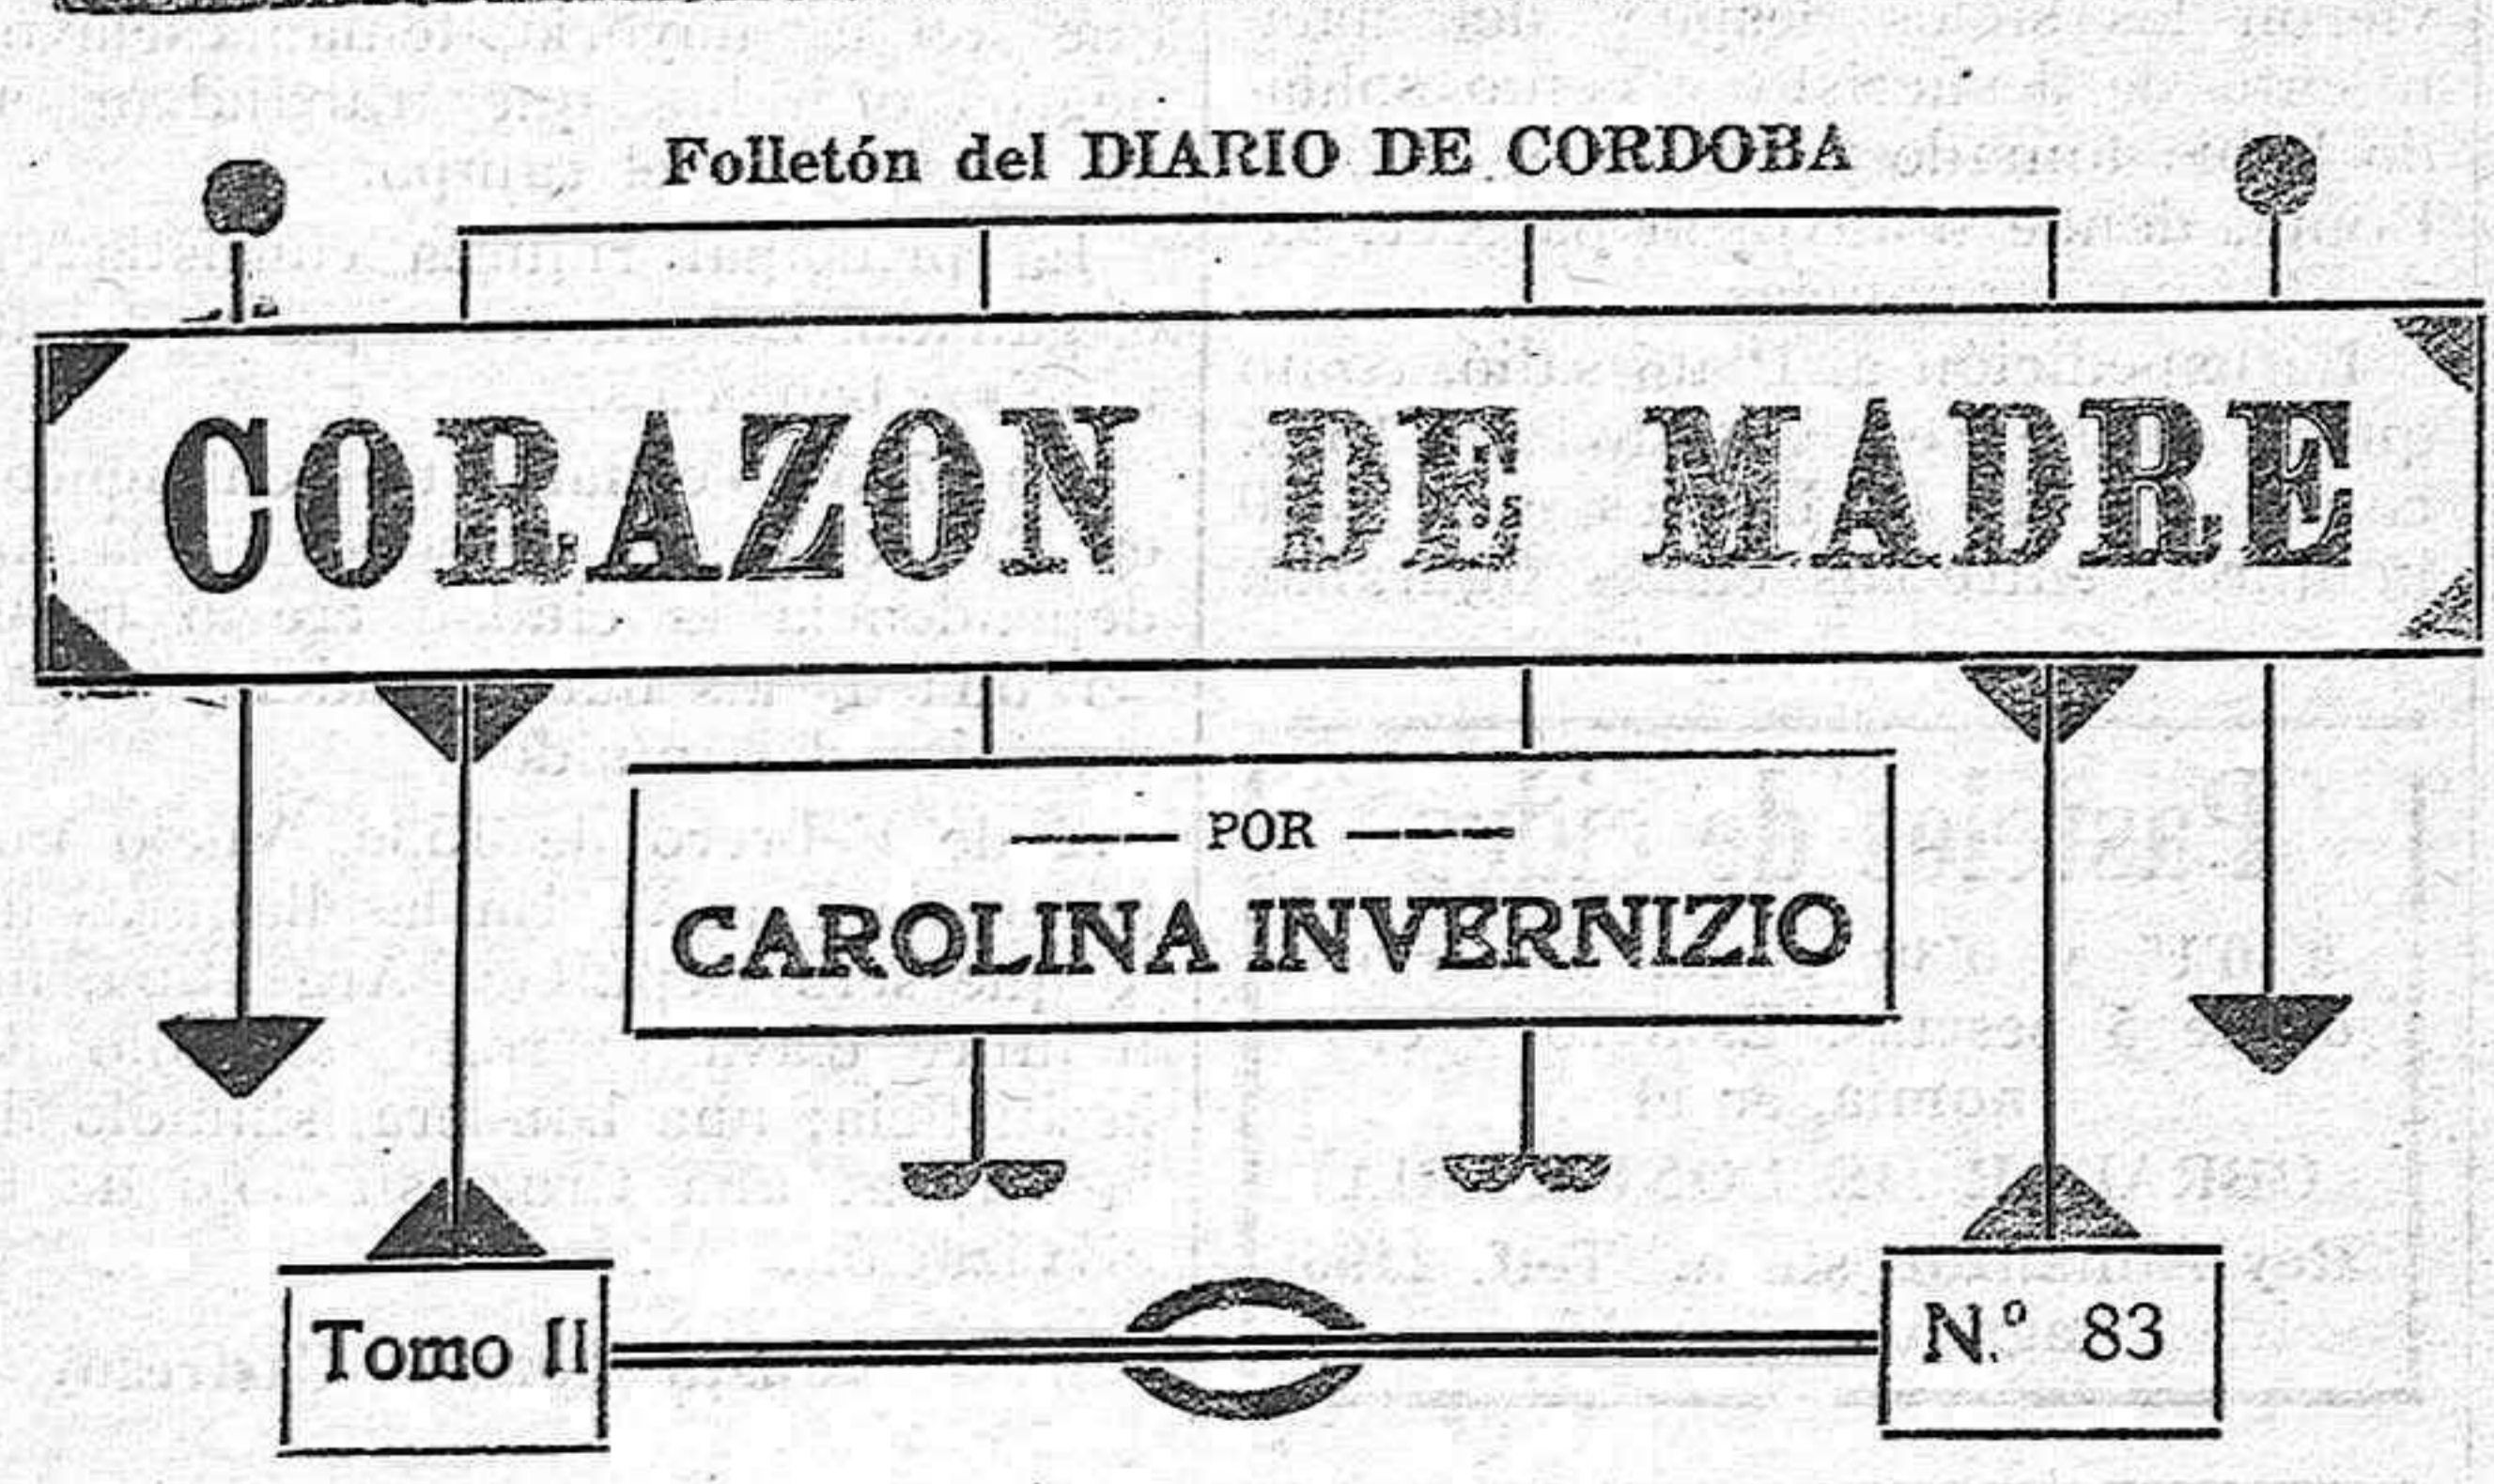 Folletón del DIARIO DE CORDOBA
CORAZON DE MADRE
POR
CAROLINA INVERNIZIO
Tomo II
N.º 83